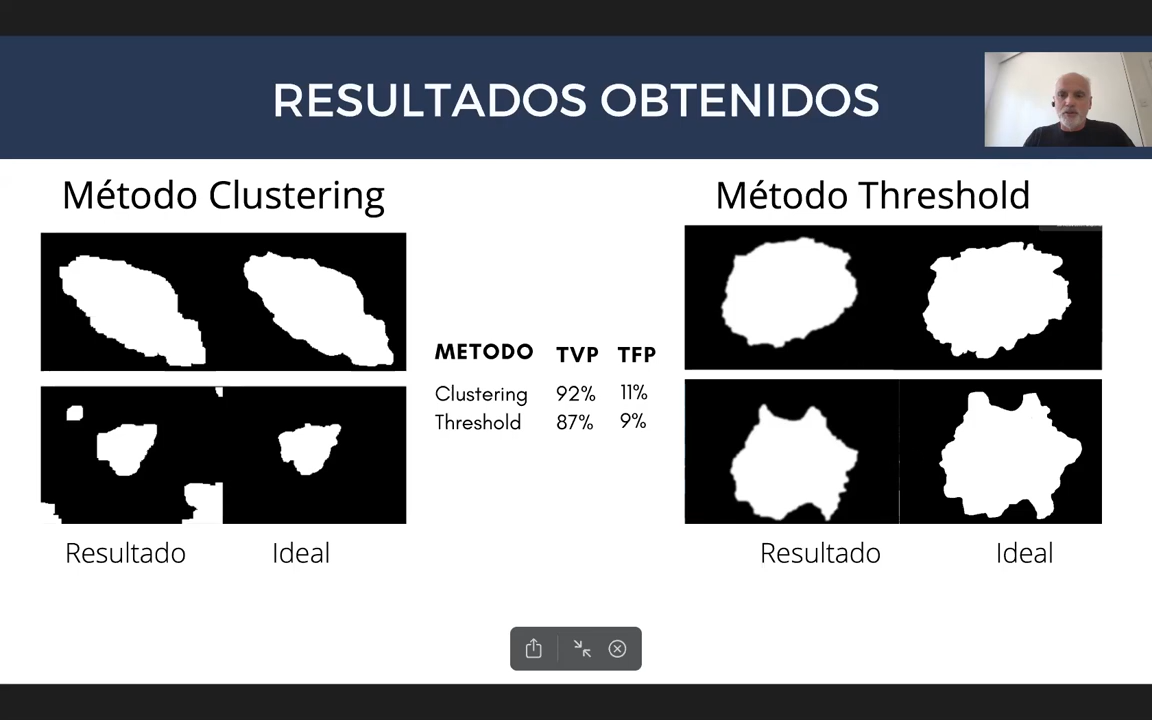 RESULTADOS OBTENIDOS
Método Clustering
Método Threshold
METODO TVP TFP
Clustering 92% 11%
Threshold 87% 9%
Resultado Ideal
Resultado Ideal